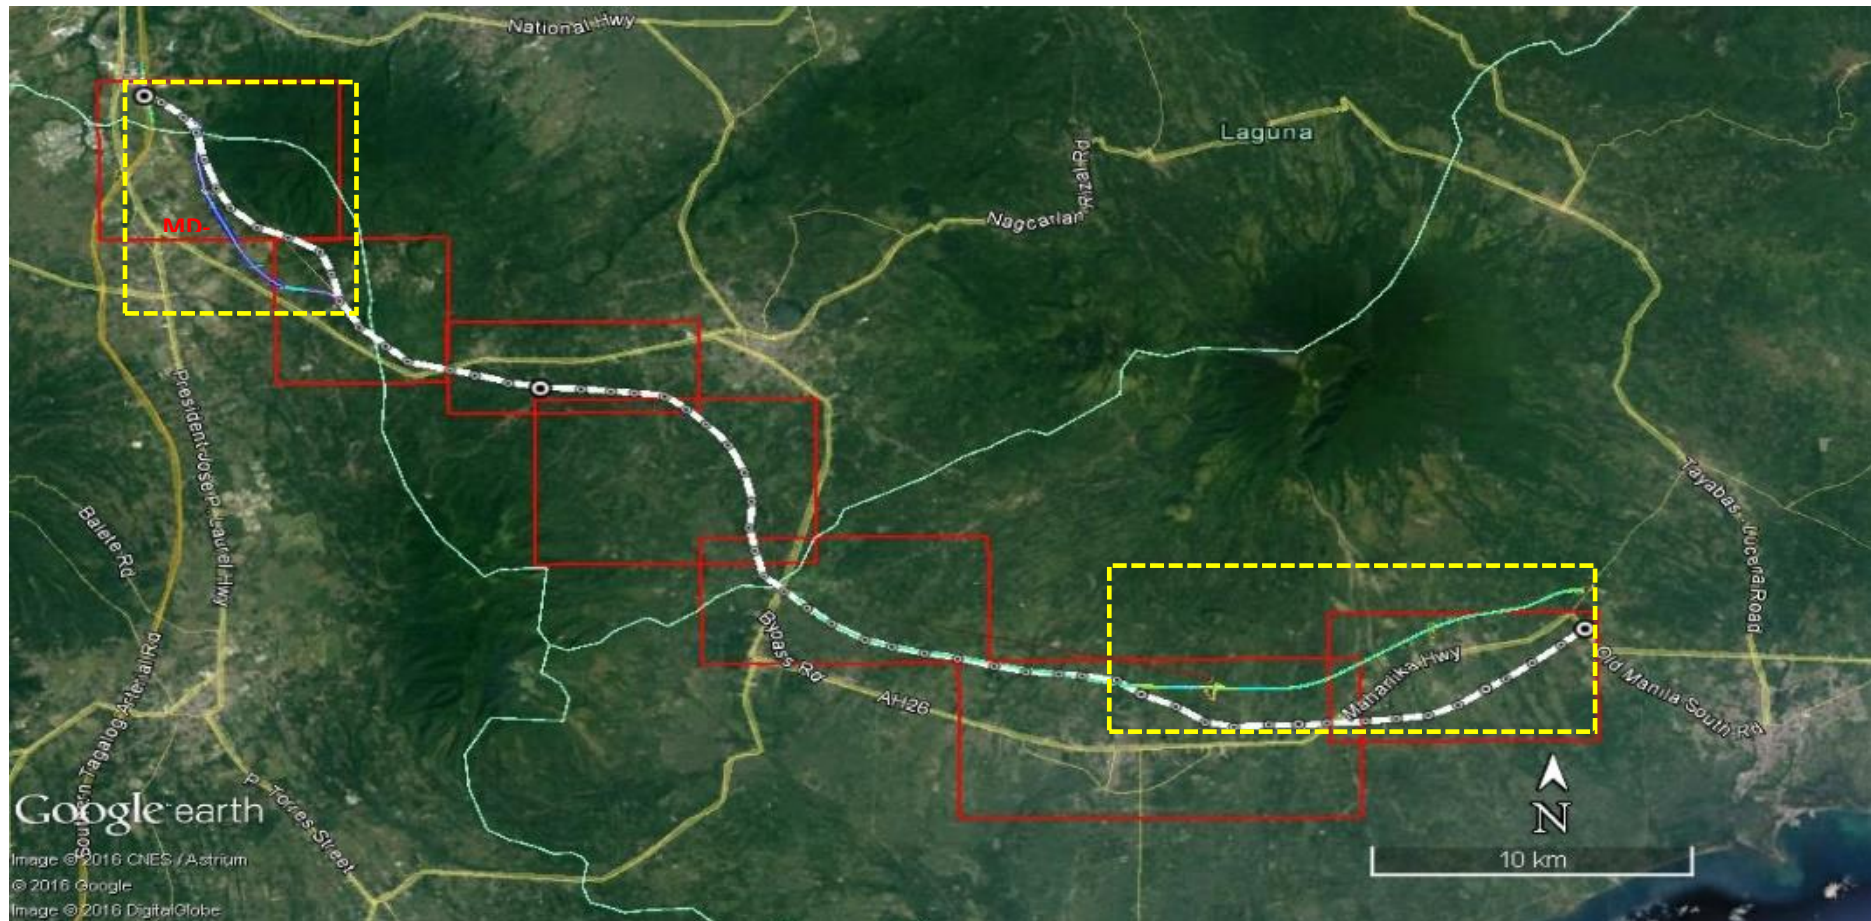 National Hwy
Laguna
Rizal Rd
Nagcarlan
MD-
President Jose P. Laurel Hwy
Balete Rd
Tayabas - Lucena Road
Bypass Rd
AH26
Maharlika Hwy
Old Manila South Rd
Southern Tagalog Arterial Rd
P. Torres Street
N
10 km
Google earth
Image © 2016 CNES / Astrium
© 2016 Google
Image © 2016 DigitalGlobe